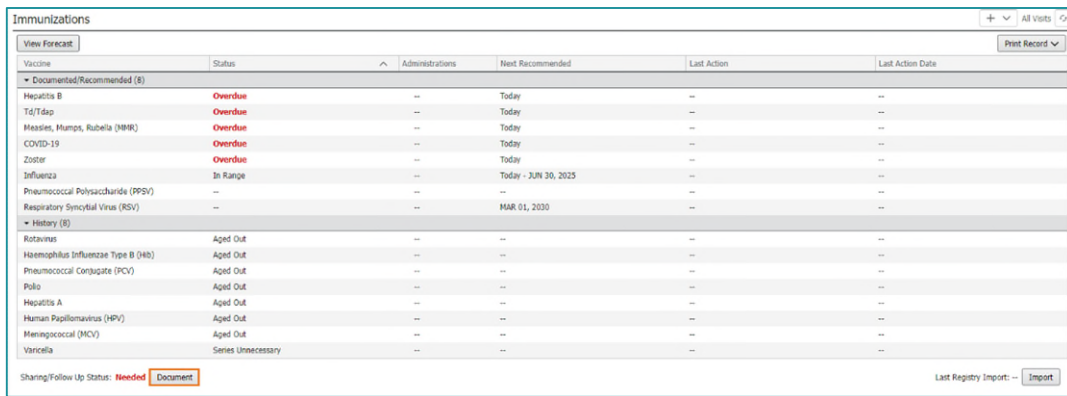 Immunizations
All Visits
View Forecast
Print Record
Vaccine Status Administrations Next Recommended Last Action Last Action Date
Documented/Recommended (8)
Hepatitis B Overdue -- Today -- --
Td/Tdap Overdue -- Today -- --
Measles, Mumps, Rubella (MMR) Overdue -- Today -- --
COVID-19 Overdue -- Today -- --
Zoster Overdue -- Today -- --
Influenza In Range -- Today - JUN 30, 2025 -- --
Pneumococcal Polysaccharide (PPSV) -- -- -- -- --
Respiratory Syncytial Virus (RSV) -- -- MAR 01, 2030 -- --
History (8)
Rotavirus Aged Out -- -- -- --
Haemophilus Influenzae Type B (Hib) Aged Out -- -- -- --
Pneumococcal Conjugate (PCV) Aged Out -- -- -- --
Polio Aged Out -- -- -- --
Hepatitis A Aged Out -- -- -- --
Human Papillomavirus (HPV) Aged Out -- -- -- --
Meningococcal (MCV) Aged Out -- -- -- --
Varicella Series Unnecessary -- -- -- --
Sharing/Follow Up Status: Needed Document Last Registry Import: -- Import